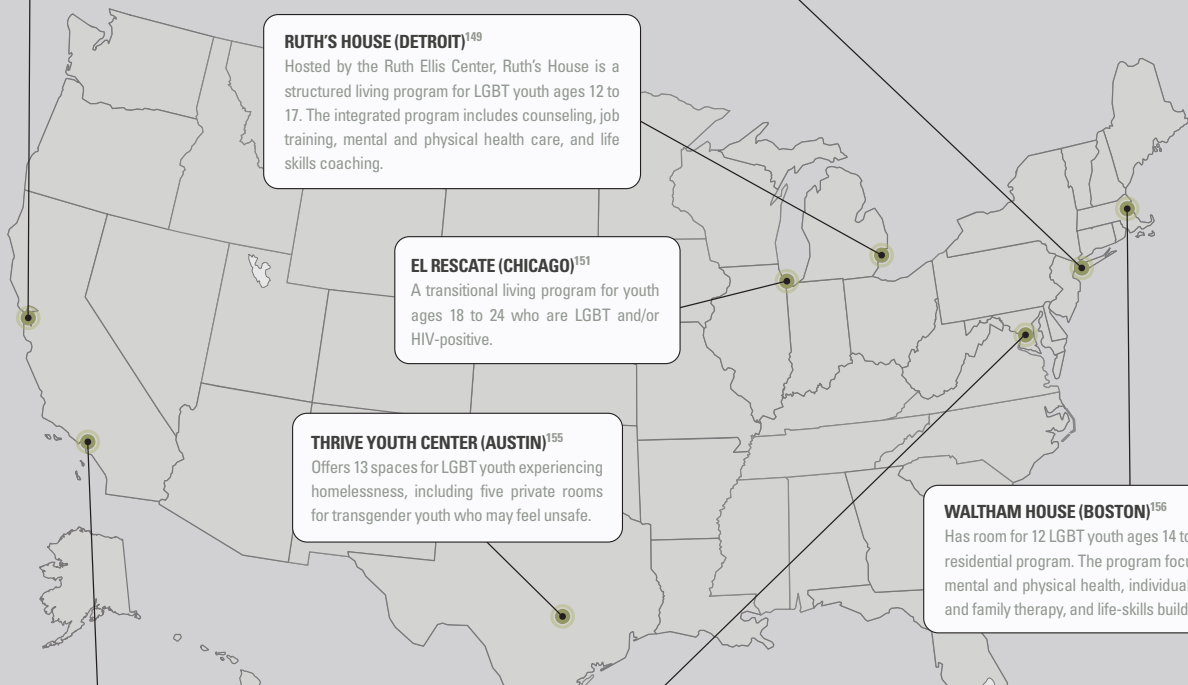 RUTH'S HOUSE (DETROIT)149
Hosted by the Ruth Ellis Center, Ruth's House is a
structured living program for LGBT youth ages 12 to
17. The integrated program includes counseling, job
training, mental and physical health care, and life
skills coaching.
EL RESCATE (CHICAGO)151
A transitional living program for youth
ages 18 to 24 who are LGBT and/or
HIV-positive.
THRIVE YOUTH CENTER (AUSTIN)155
Offers 13 spaces for LGBT youth experiencing
homelessness, including five private rooms
for transgender youth who may feel unsafe.
WALTHAM HOUSE (BOSTON)156
Has room for 12 LGBT youth ages 14 to
residential program. The program focu
mental and physical health, individual
and family therapy, and life-skills build